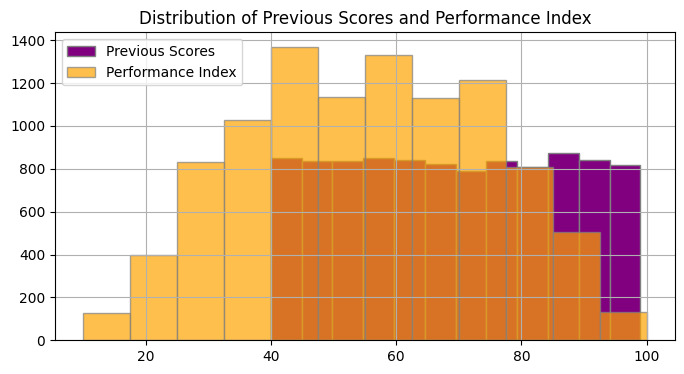 Distribution of Previous Scores and Performance Index
Previous Scores
Performance Index
1400
1200
1000
800
600
400
200
0
20 40 60 80 100